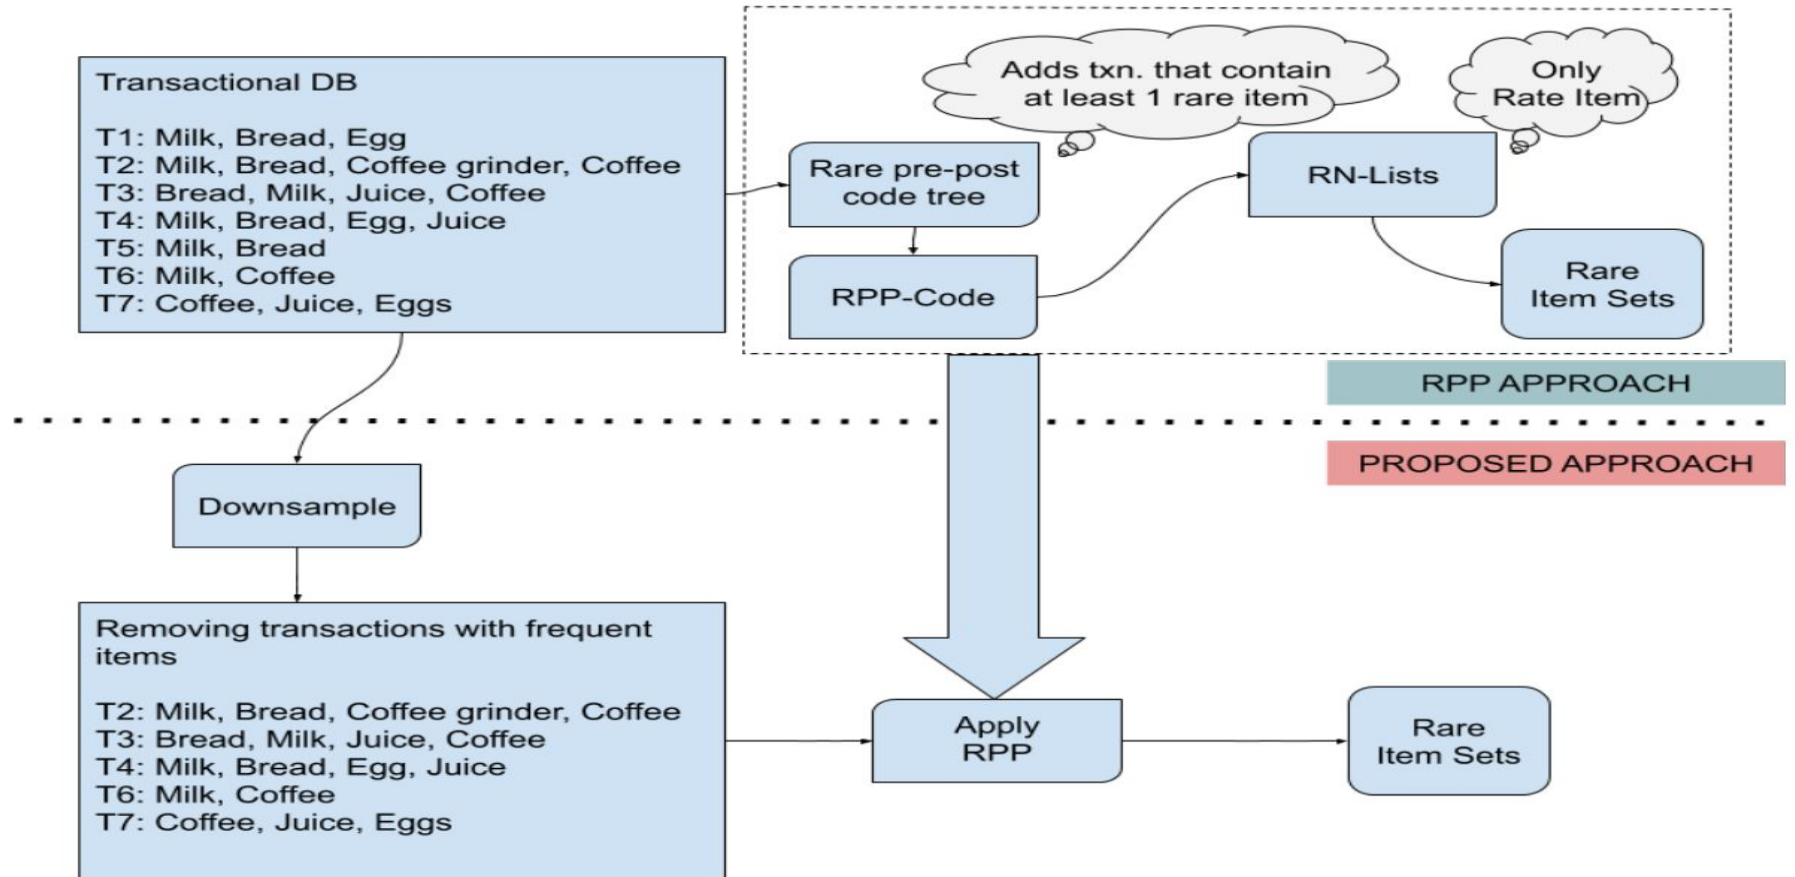 Transactional DB
T1: Milk, Bread, Egg
T2: Milk, Bread, Coffee grinder, Coffee
T3: Bread, Milk, Juice, Coffee
T4: Milk, Bread, Egg, Juice
T5: Milk, Bread
T6: Milk, Coffee
T7: Coffee, Juice, Eggs
Adds txn. that contain
at least 1 rare item
Only
Rate Item
Rare pre-post
code tree
RN-Lists
RPP-Code
Rare
Item Sets
RPP APPROACH
PROPOSED APPROACH
Downsample
Removing transactions with frequent
items
T2: Milk, Bread, Coffee grinder, Coffee
T3: Bread, Milk, Juice, Coffee
T4: Milk, Bread, Egg, Juice
T6: Milk, Coffee
T7: Coffee, Juice, Eggs
Apply
RPP
Rare
Item Sets